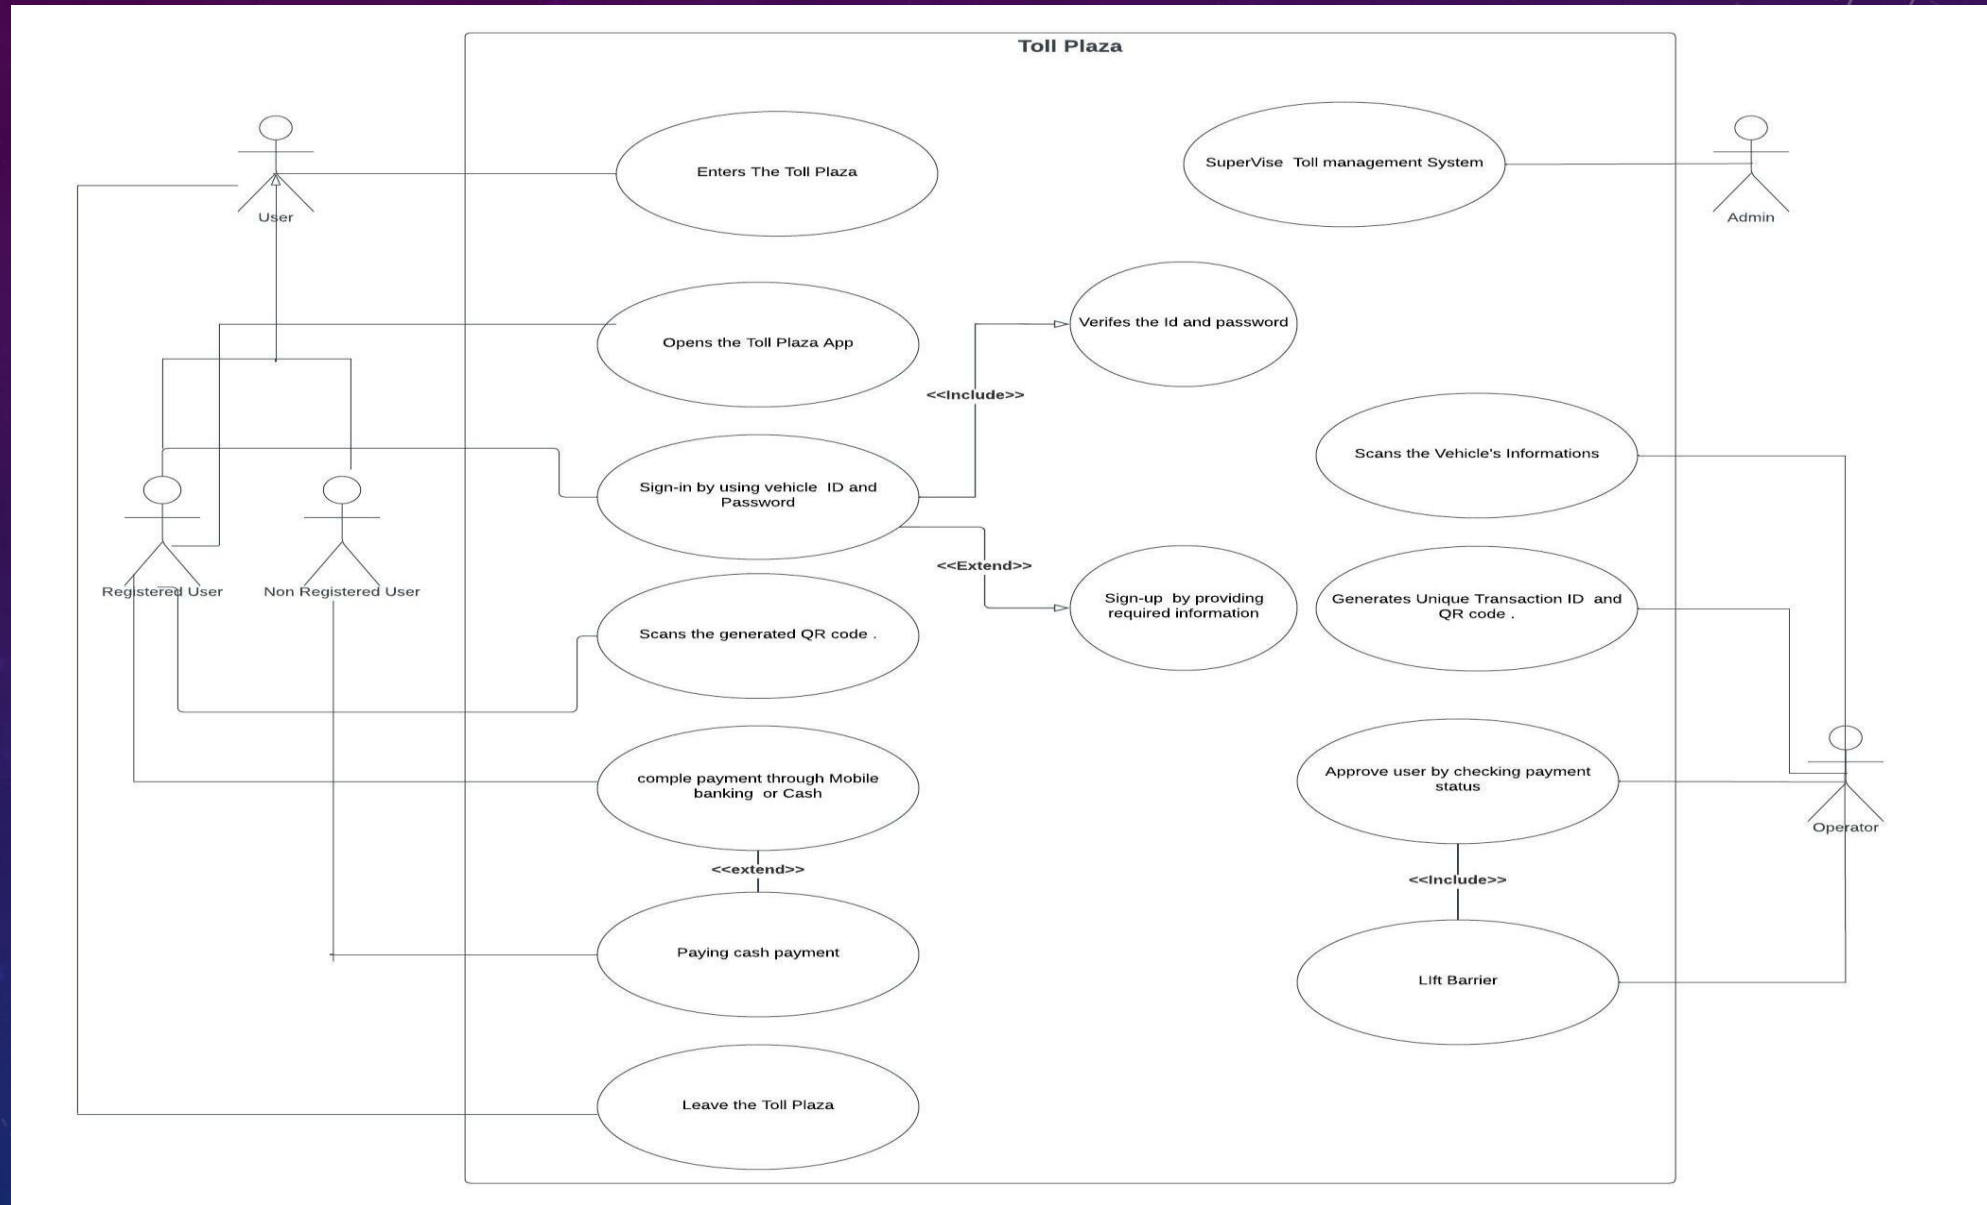 Toll Plaza
Enters The Toll Plaza
SuperVise  Toll management System
User
Admin
Opens the Toll Plaza App
Verifes the Id and password
<<Include>>
Scans the Vehicle's Informations
Sign-in by using vehicle  ID and
Password
<<Extend>>
Registered User
Non Registered User
Sign-up  by providing
required information
Generates Unique Transaction ID  and
QR code .
Scans the generated QR code .
comple payment through Mobile
banking  or Cash
Approve user by checking payment
status
Operator
<<extend>>
<<Include>>
Paying cash payment
LIft Barrier
Leave the Toll Plaza